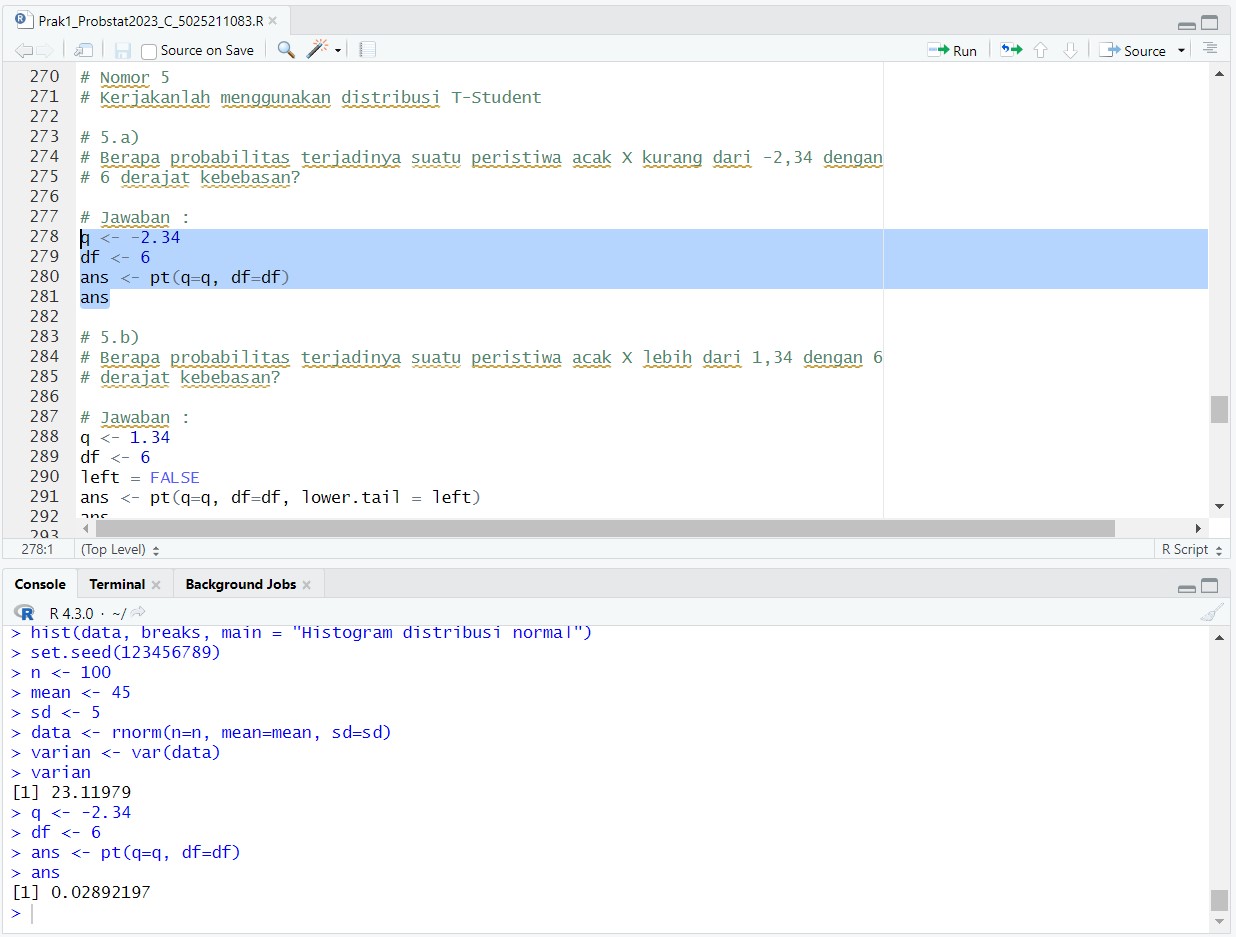 Prak1_Probstat2023_C_5025211083.R
Source on Save
Run
Source
270 # Nomor 5
271 # Kerjakanlah menggunakan distribusi T-Student
272
273 # 5.a)
274 # Berapa probabilitas terjadinya suatu peristiwa acak X kurang dari -2,34 dengan
275 # 6 derajat kebebasan?
276
277 # Jawaban :
278 q <- -2.34
279 df <- 6
280 ans <- pt(q=q, df=df)
281 ans
282
283 # 5.b)
284 # Berapa probabilitas terjadinya suatu peristiwa acak X lebih dari 1,34 dengan 6
285 # derajat kebebasan?
286
287 # Jawaban :
288 q <- 1.34
289 df <- 6
290 left = FALSE
291 ans <- pt(q=q, df=df, lower.tail = left)
292 ans
293
278:1 (Top Level) R Script
Console Terminal Background Jobs
R R 4.3.0 · ~/
> hist(data, breaks, main = "Histogram distribusi normal")
> set.seed(123456789)
> n <- 100
> mean <- 45
> sd <- 5
> data <- rnorm(n=n, mean=mean, sd=sd)
> varian <- var(data)
> varian
[1] 23.11979
> q <- -2.34
> df <- 6
> ans <- pt(q=q, df=df)
> ans
[1] 0.02892197
>